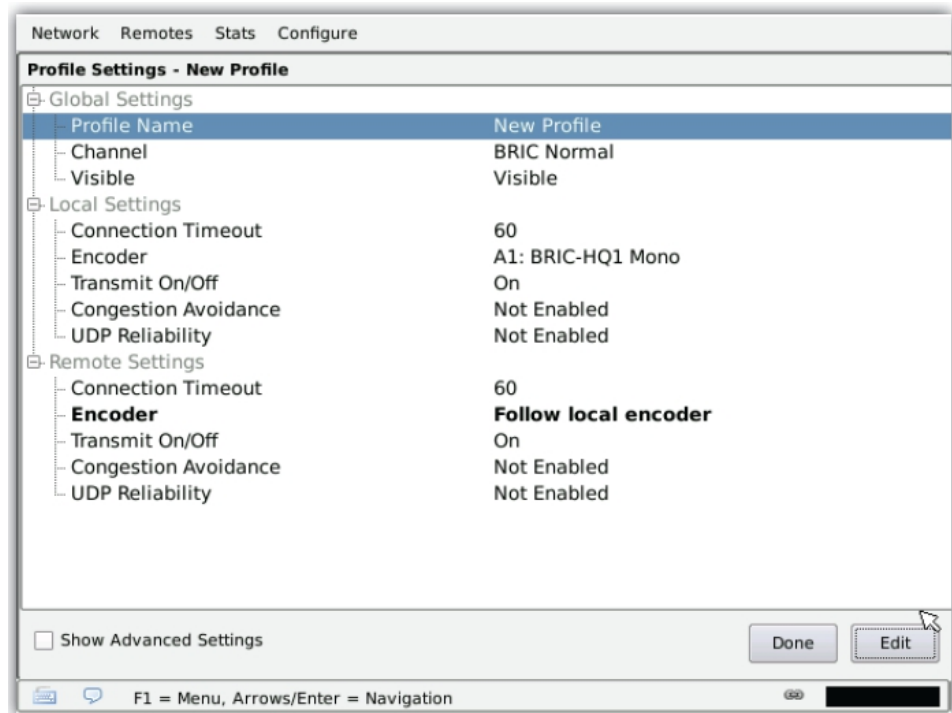 Network Remotes Stats Configure
Profile Settings - New Profile
Global Settings
Profile Name New Profile
Channel BRIC Normal
Visible Visible
Local Settings
Connection Timeout 60
Encoder A1: BRIC-HQ1 Mono
Transmit On/Off On
Congestion Avoidance Not Enabled
UDP Reliability Not Enabled
Remote Settings
Connection Timeout 60
Encoder Follow local encoder
Transmit On/Off On
Congestion Avoidance Not Enabled
UDP Reliability Not Enabled
Show Advanced Settings Done Edit
F1 = Menu, Arrows/Enter = Navigation